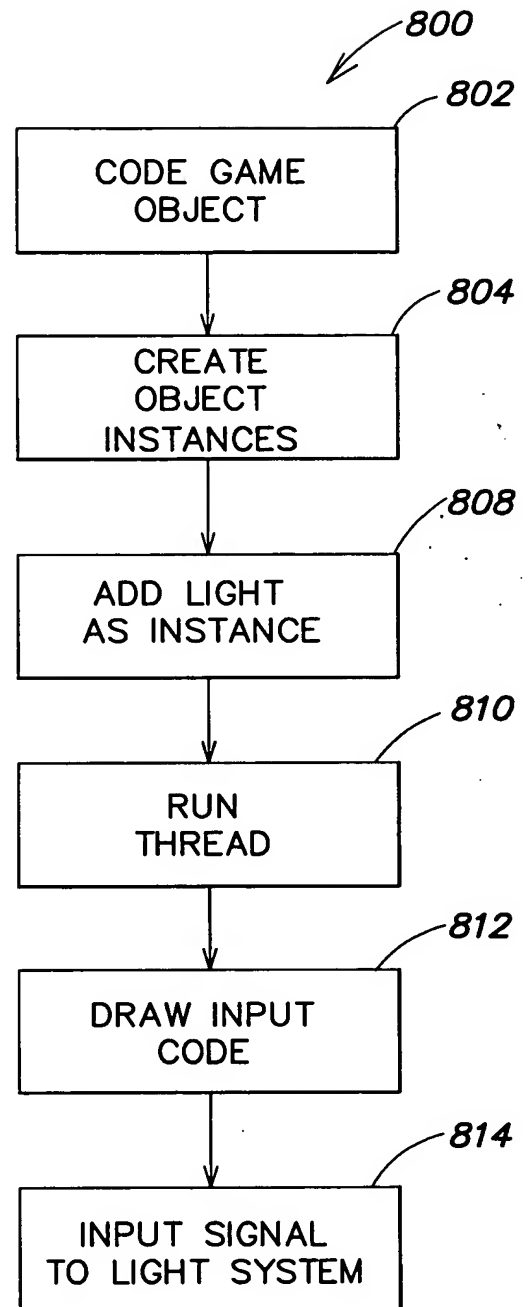 800
802
CODE GAME
OBJECT
804
CREATE
OBJECT
INSTANCES
808
ADD LIGHT
AS INSTANCE
810
RUN
THREAD
812
DRAW INPUT
CODE
814
INPUT SIGNAL
TO LIGHT SYSTEM